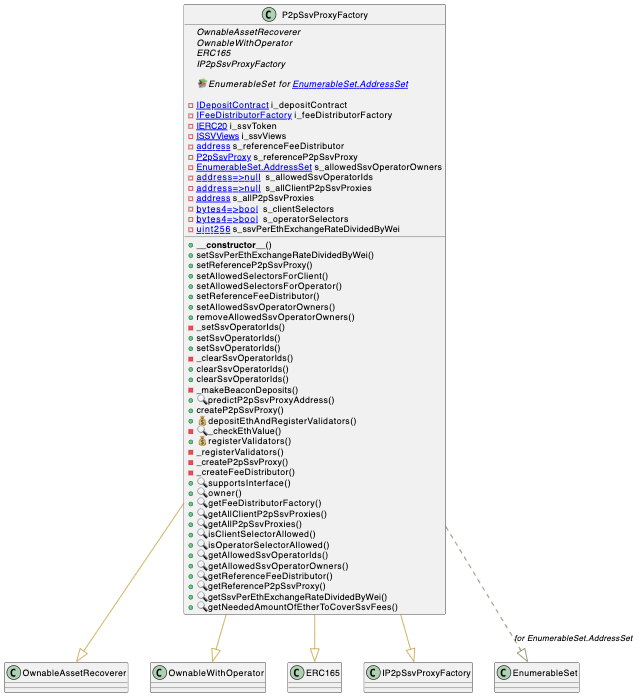 C P2pSsvProxyFactory
OwnableAssetRecoverer
OwnableWithOperator
ERC165
IP2pSsvProxyFactory
EnumerableSet for EnumerableSet.AddressSet
IDepositContract i_depositContract
IFeeDistributorFactory i_feeDistributorFactory
IERC20 i_ssvToken
ISSVViews i_ssvViews
address s_referenceFeeDistributor
P2pSsvProxy s_referenceP2pSsvProxy
EnumerableSet.AddressSet s_allowedSsvOperatorOwners
address=>null s_allowedSsvOperatorIds
address=>null s_allClientP2pSsvProxies
address s_allP2pSsvProxies
bytes4=>bool s_clientSelectors
bytes4=>bool s_operatorSelectors
uint256 s_ssvPerEthExchangeRateDividedByWei
__constructor__()
setSsvPerEthExchangeRateDividedByWei()
setReferenceP2pSsvProxy()
setAllowedSelectorsForClient()
setAllowedSelectorsForOperator()
setReferenceFeeDistributor()
setAllowedSsvOperatorOwners()
removeAllowedSsvOperatorOwners()
_setSsvOperatorIds()
setSsvOperatorIds()
setSsvOperatorIds()
_clearSsvOperatorIds()
clearSsvOperatorIds()
clearSsvOperatorIds()
_makeBeaconDeposits()
predictP2pSsvProxyAddress()
createP2pSsvProxy()
depositEthAndRegisterValidators()
_checkEthValue()
registerValidators()
_registerValidators()
_createP2pSsvProxy()
_createFeeDistributor()
supportsInterface()
owner()
getFeeDistributorFactory()
getAllClientP2pSsvProxies()
getAllP2pSsvProxies()
isClientSelectorAllowed()
isOperatorSelectorAllowed()
getAllowedSsvOperatorIds()
getAllowedSsvOperatorOwners()
getReferenceFeeDistributor()
getReferenceP2pSsvProxy()
getSsvPerEthExchangeRateDividedByWei()
getNeededAmountOfEtherToCoverSsvFees()
for EnumerableSet.AddressSet
C OwnableAssetRecoverer
C OwnableWithOperator
C ERC165
C IP2pSsvProxyFactory
C EnumerableSet